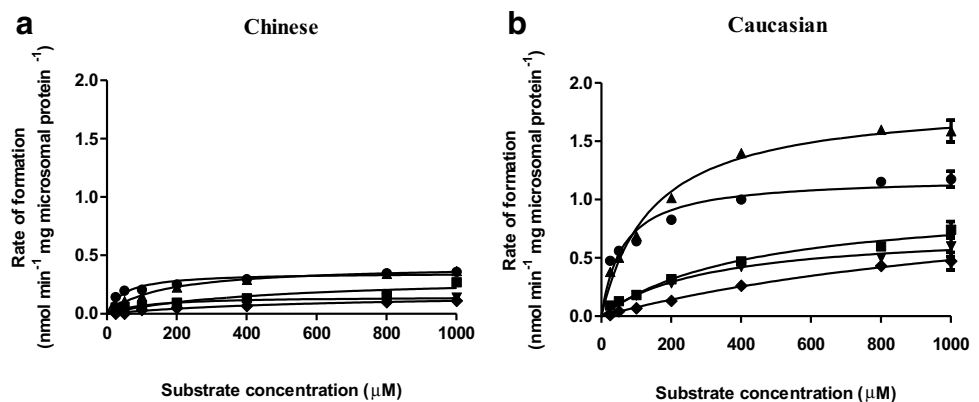 a
Chinese
Rate of formation
(nmol min⁻¹ mg microsomal protein ⁻¹)
2.0
1.5
1.0
0.5
0.0
0
200
400
600
800
1000
Substrate concentration (μM)
b
Caucasian
Rate of formation
(nmol min⁻¹ mg microsomal protein ⁻¹)
2.0
1.5
1.0
0.5
0.0
0
200
400
600
800
1000
Substrate concentration (μM)